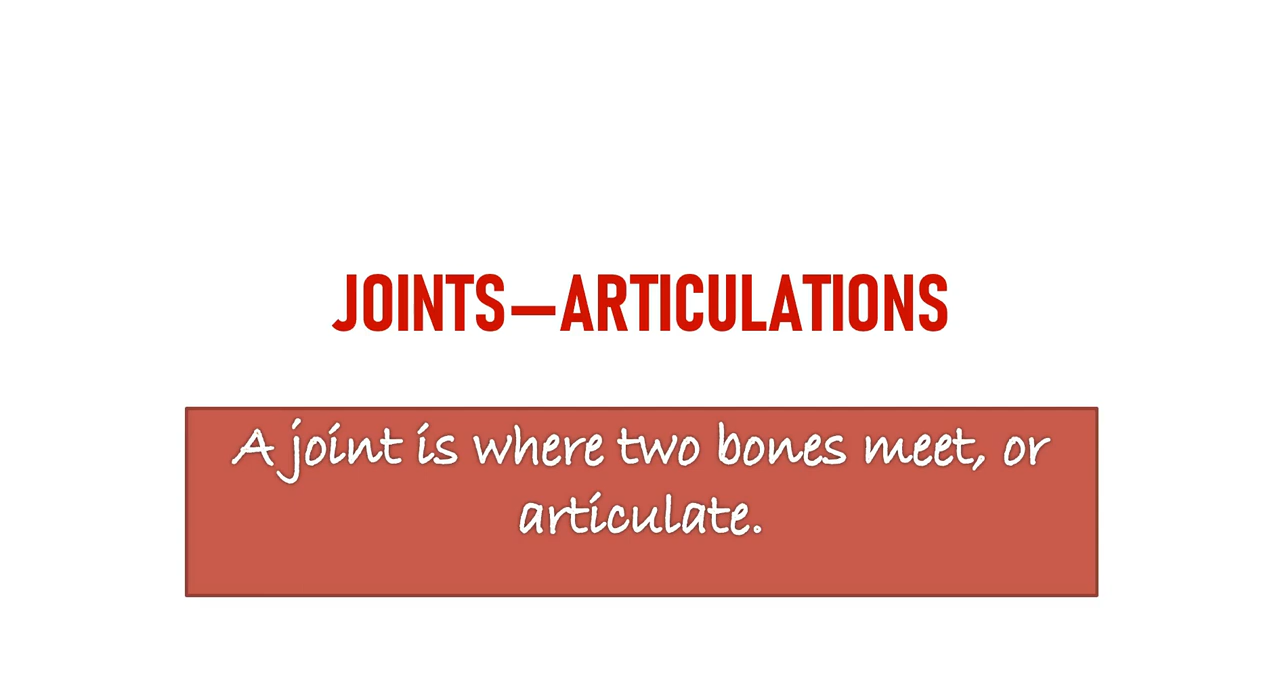 JOINTS—ARTICULATIONS
A joint is where two bones meet, or
articulate.